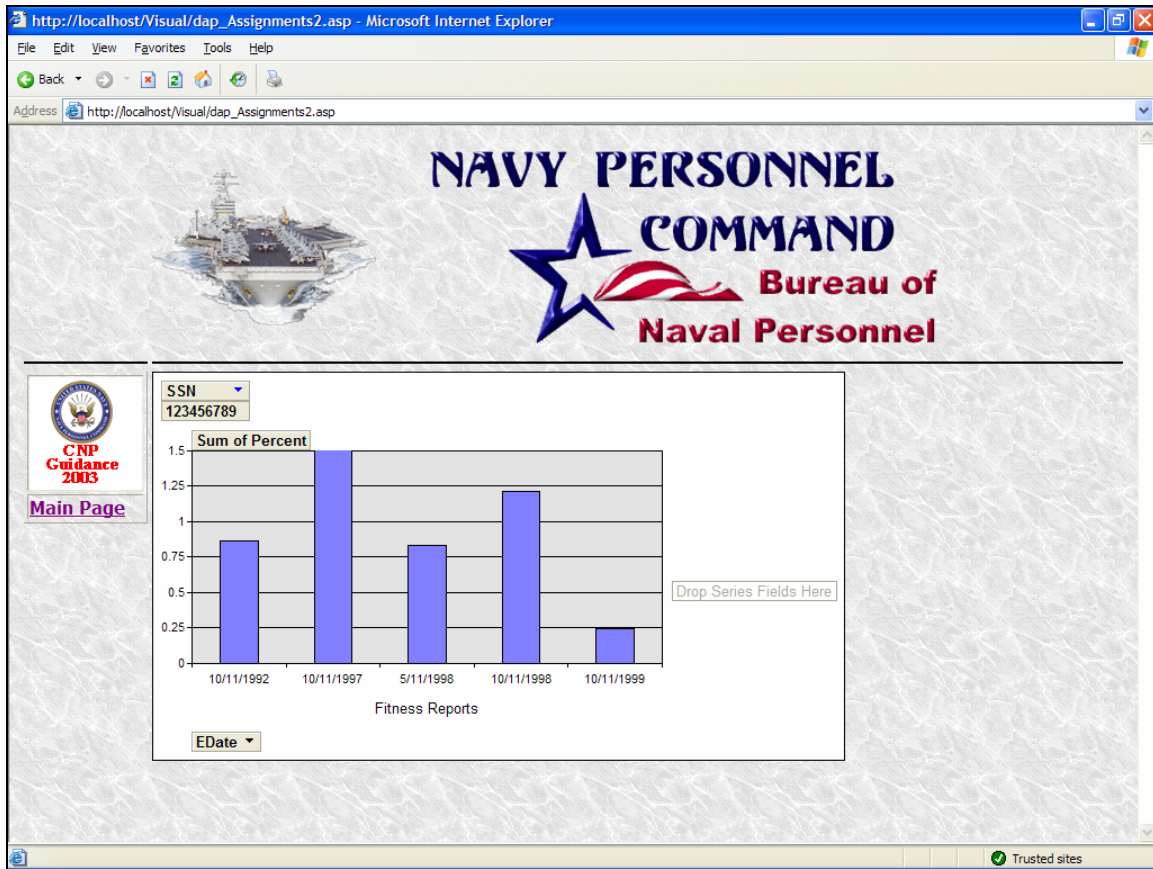 http://localhost/Visual/dap_Assignments2.asp - Microsoft Internet Explorer
File Edit View Favorites Tools Help
Back
Address http://localhost/Visual/dap_Assignments2.asp
NAVY PERSONNEL
COMMAND
Bureau of
Naval Personnel
CNP
Guidance
2003
Main Page
SSN
123456789
Sum of Percent
1.5
1.25
1
0.75
0.5
0.25
0
Drop Series Fields Here
10/11/1992 10/11/1997 5/11/1998 10/11/1998 10/11/1999
Fitness Reports
EDate
Trusted sites